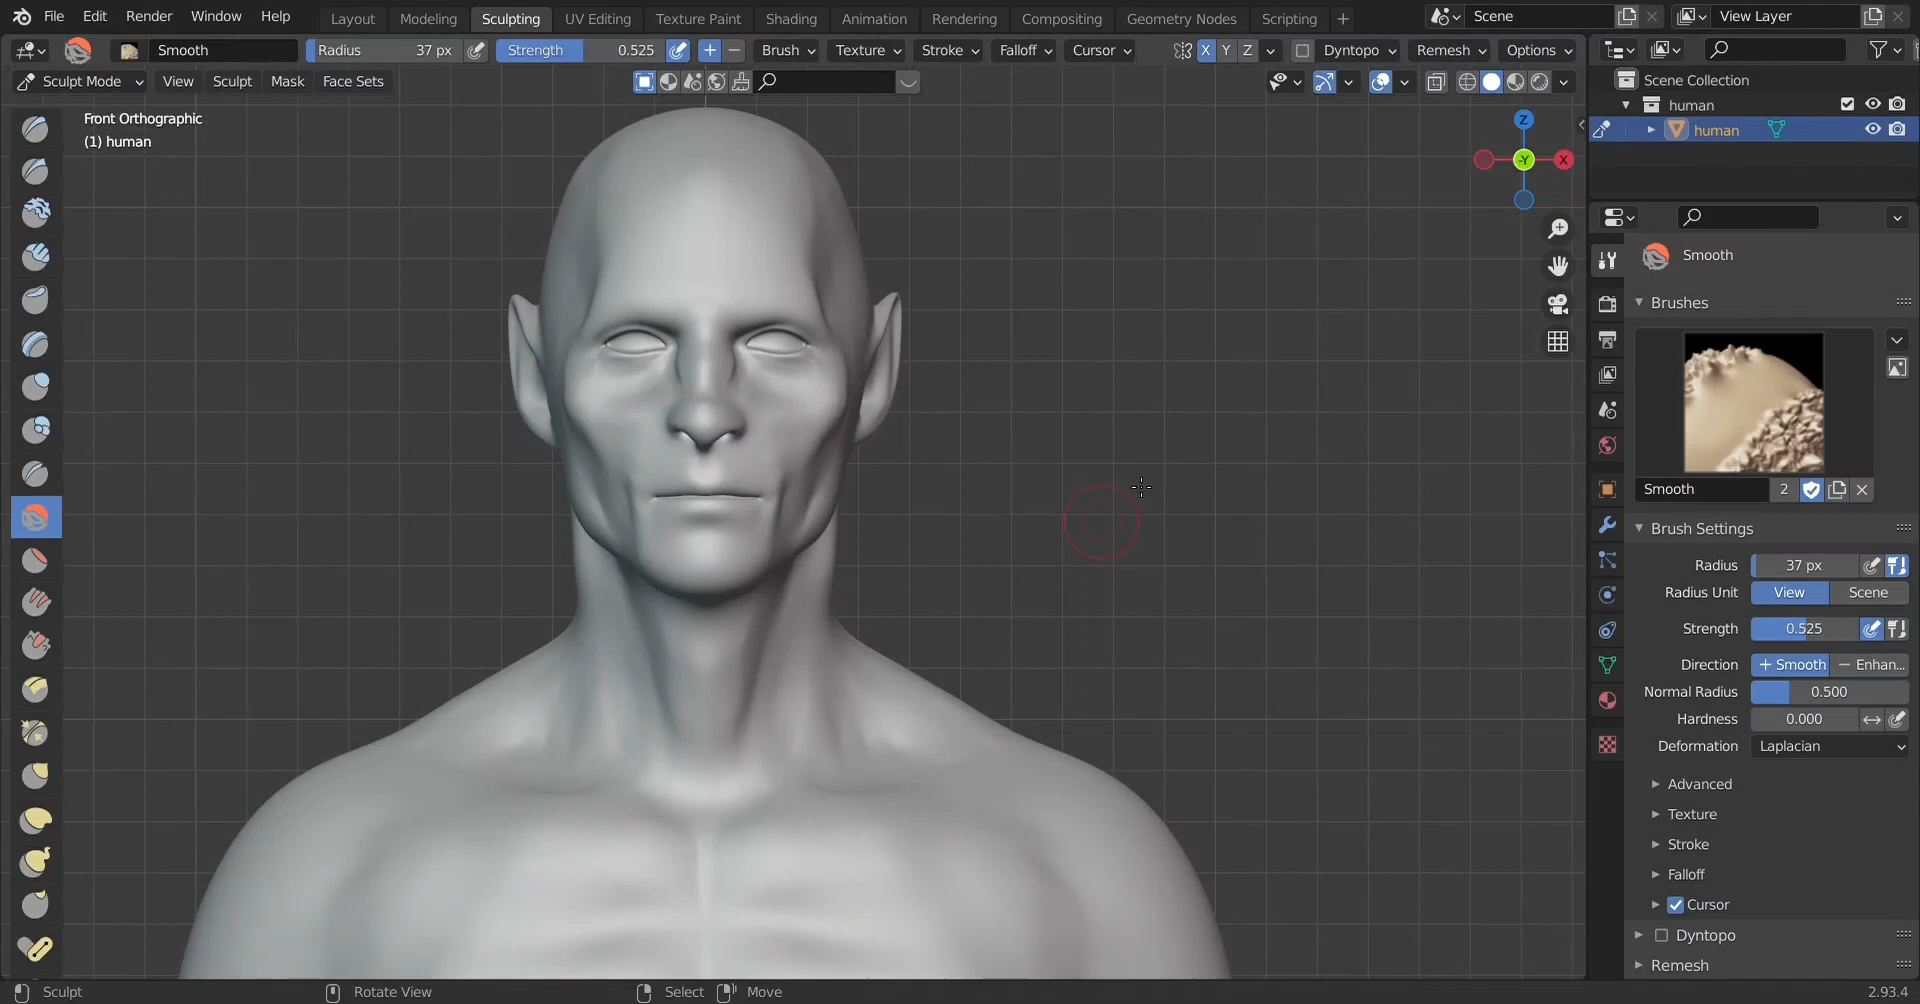 File Edit Render Window Help Layout Modeling Sculpting UV Editing Texture Paint Shading Animation Rendering Compositing Geometry Nodes Scripting + Scene View Layer
Smooth Radius 37 px Strength 0.525 + − Brush Texture Stroke Falloff Cursor X Y Z Dyntopo Remesh Options
Sculpt Mode View Sculpt Mask Face Sets
Scene Collection
human
human
Front Orthographic
(1) human
Z
-Y
X
Smooth
Brushes
Smooth 2
Brush Settings
Radius 37 px
Radius Unit View Scene
Strength 0.525
Direction + Smooth − Enhan...
Normal Radius 0.500
Hardness 0.000
Deformation Laplacian
Advanced
Texture
Stroke
Falloff
Cursor
Dyntopo
Remesh
Sculpt Rotate View Select Move 2.93.4